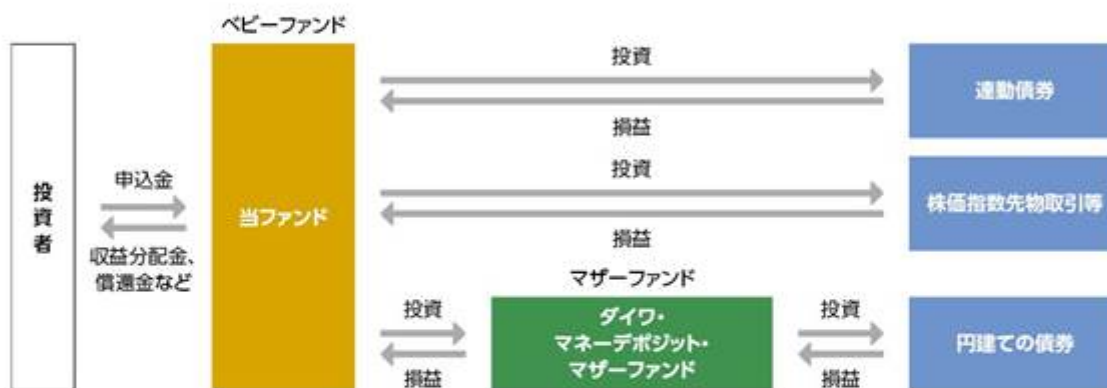 ベビーファンド
投資
連動債券
損益
投資
申込金
投資者
当ファンド
株価指数先物取引等
収益分配金、
償還金など
損益
マザーファンド
投資
ダイワ・
マネーデポジット・
マザーファンド
投資
円建ての債券
損益
損益